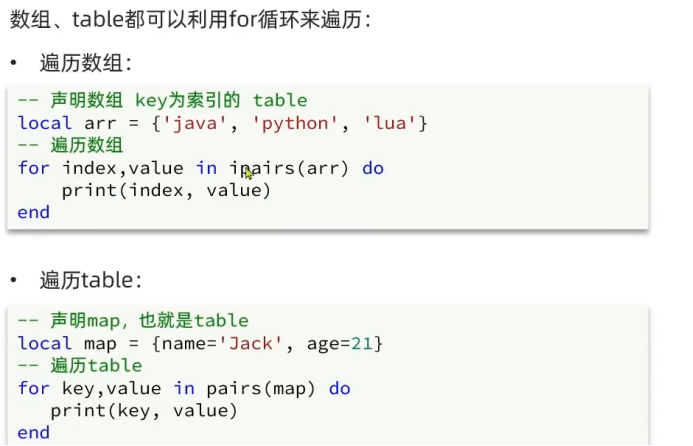 数组、table都可以利用for循环来遍历：
• 遍历数组：
-- 声明数组 key为索引的 table
local arr = {'java', 'python', 'lua'}
-- 遍历数组
for index,value in ipairs(arr) do
    print(index, value)
end
• 遍历table：
-- 声明map，也就是table
local map = {name='Jack', age=21}
-- 遍历table
for key,value in pairs(map) do
   print(key, value)
end